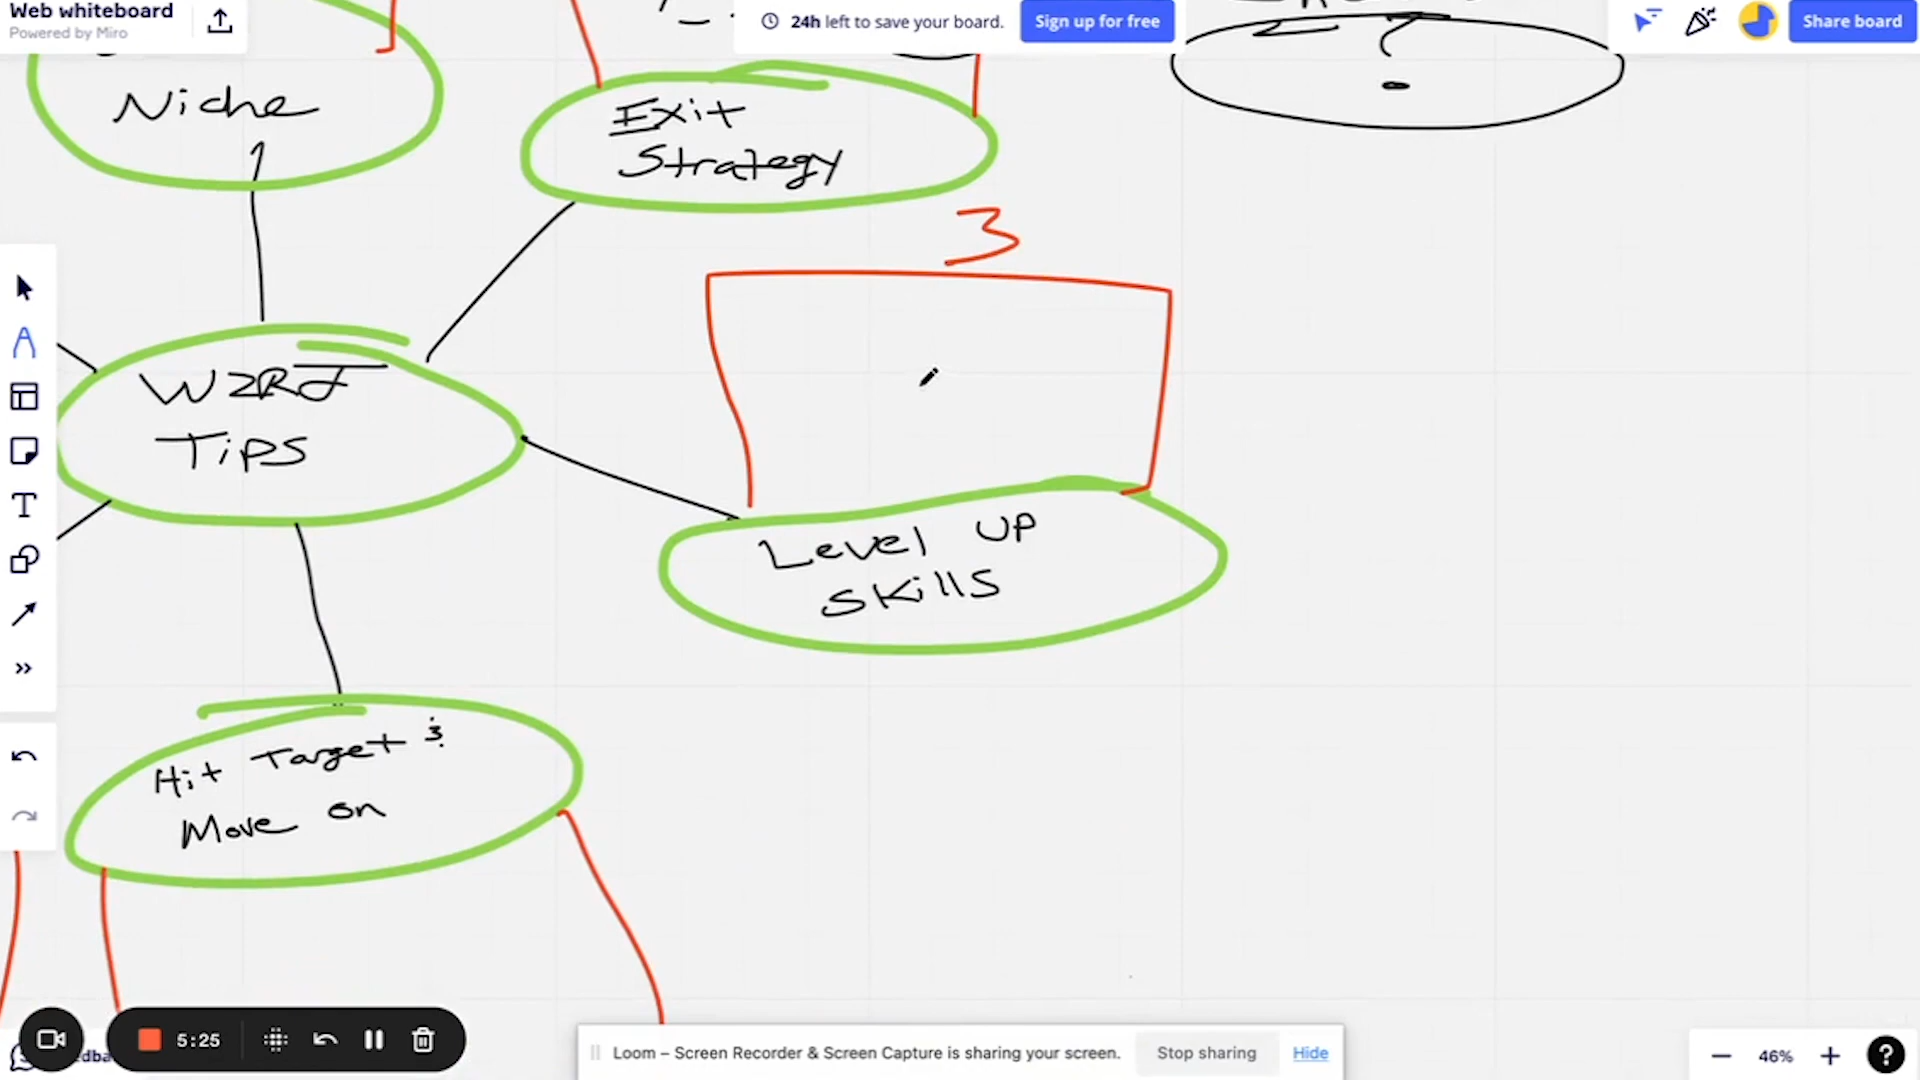 Web whiteboard
Powered by Miro
24h left to save your board.
Sign up for free
Share board
?
Niche
Exit
Strategy
3
WZRd
Tips
Level UP
Skills
Hit Target &
Move on
5:25
Loom – Screen Recorder & Screen Capture is sharing your screen.
Stop sharing
Hide
46%
?